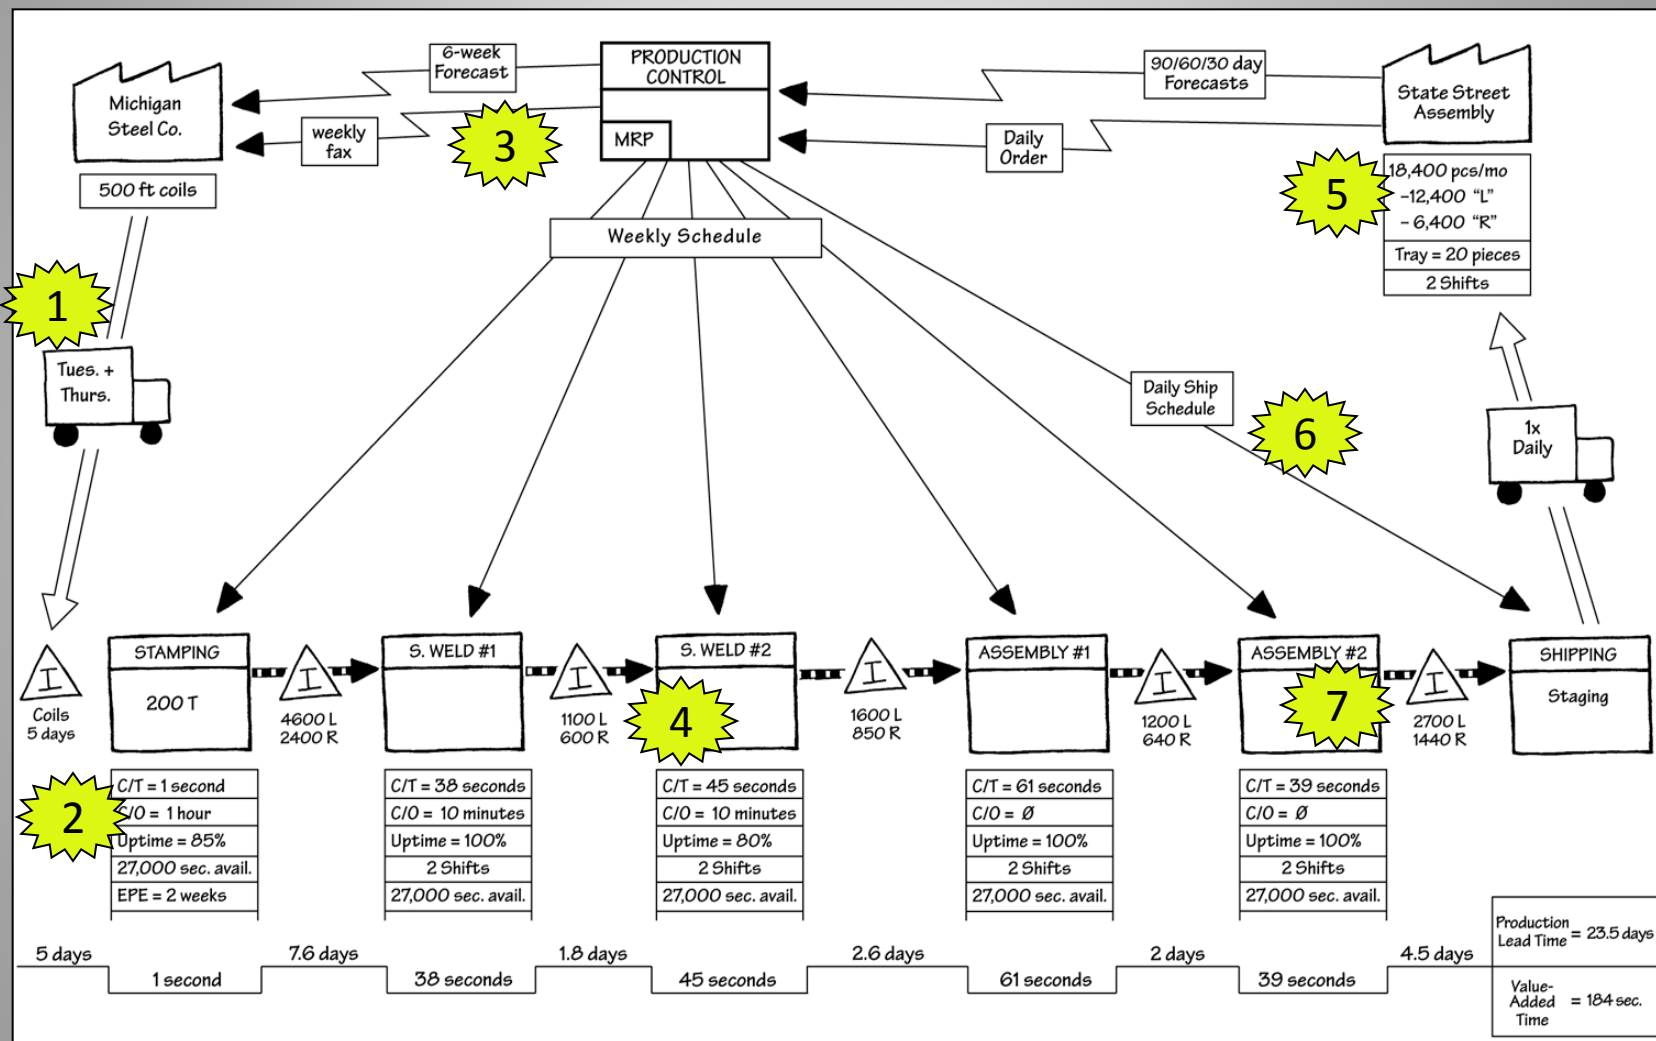 6-week
Forecast
PRODUCTION
CONTROL
MRP
90/60/30 day
Forecasts
Michigan
Steel Co.
State Street
Assembly
weekly
fax
3
Daily
Order
500 ft coils
5
18,400 pcs/mo
-12,400 "L"
- 6,400 "R"
Tray = 20 pieces
2 Shifts
Weekly Schedule
1
Tues. +
Thurs.
Daily Ship
Schedule
6
1x
Daily
I
Coils
5 days
STAMPING
200 T
I
4600 L
2400 R
S. WELD #1
I
1100 L
600 R
S. WELD #2
4
I
1600 L
850 R
ASSEMBLY #1
I
1200 L
640 R
ASSEMBLY #2
7
I
2700 L
1440 R
SHIPPING
Staging
2
C/T = 1 second
C/O = 1 hour
Uptime = 85%
27,000 sec. avail.
EPE = 2 weeks
C/T = 38 seconds
C/O = 10 minutes
Uptime = 100%
2 Shifts
27,000 sec. avail.
C/T = 45 seconds
C/O = 10 minutes
Uptime = 80%
2 Shifts
27,000 sec. avail.
C/T = 61 seconds
C/O = Ø
Uptime = 100%
2 Shifts
27,000 sec. avail.
C/T = 39 seconds
C/O = Ø
Uptime = 100%
2 Shifts
27,000 sec. avail.
5 days
1 second
7.6 days
38 seconds
1.8 days
45 seconds
2.6 days
61 seconds
2 days
39 seconds
4.5 days
Production
Lead Time = 23.5 days
Value-
Added = 184 sec.
Time